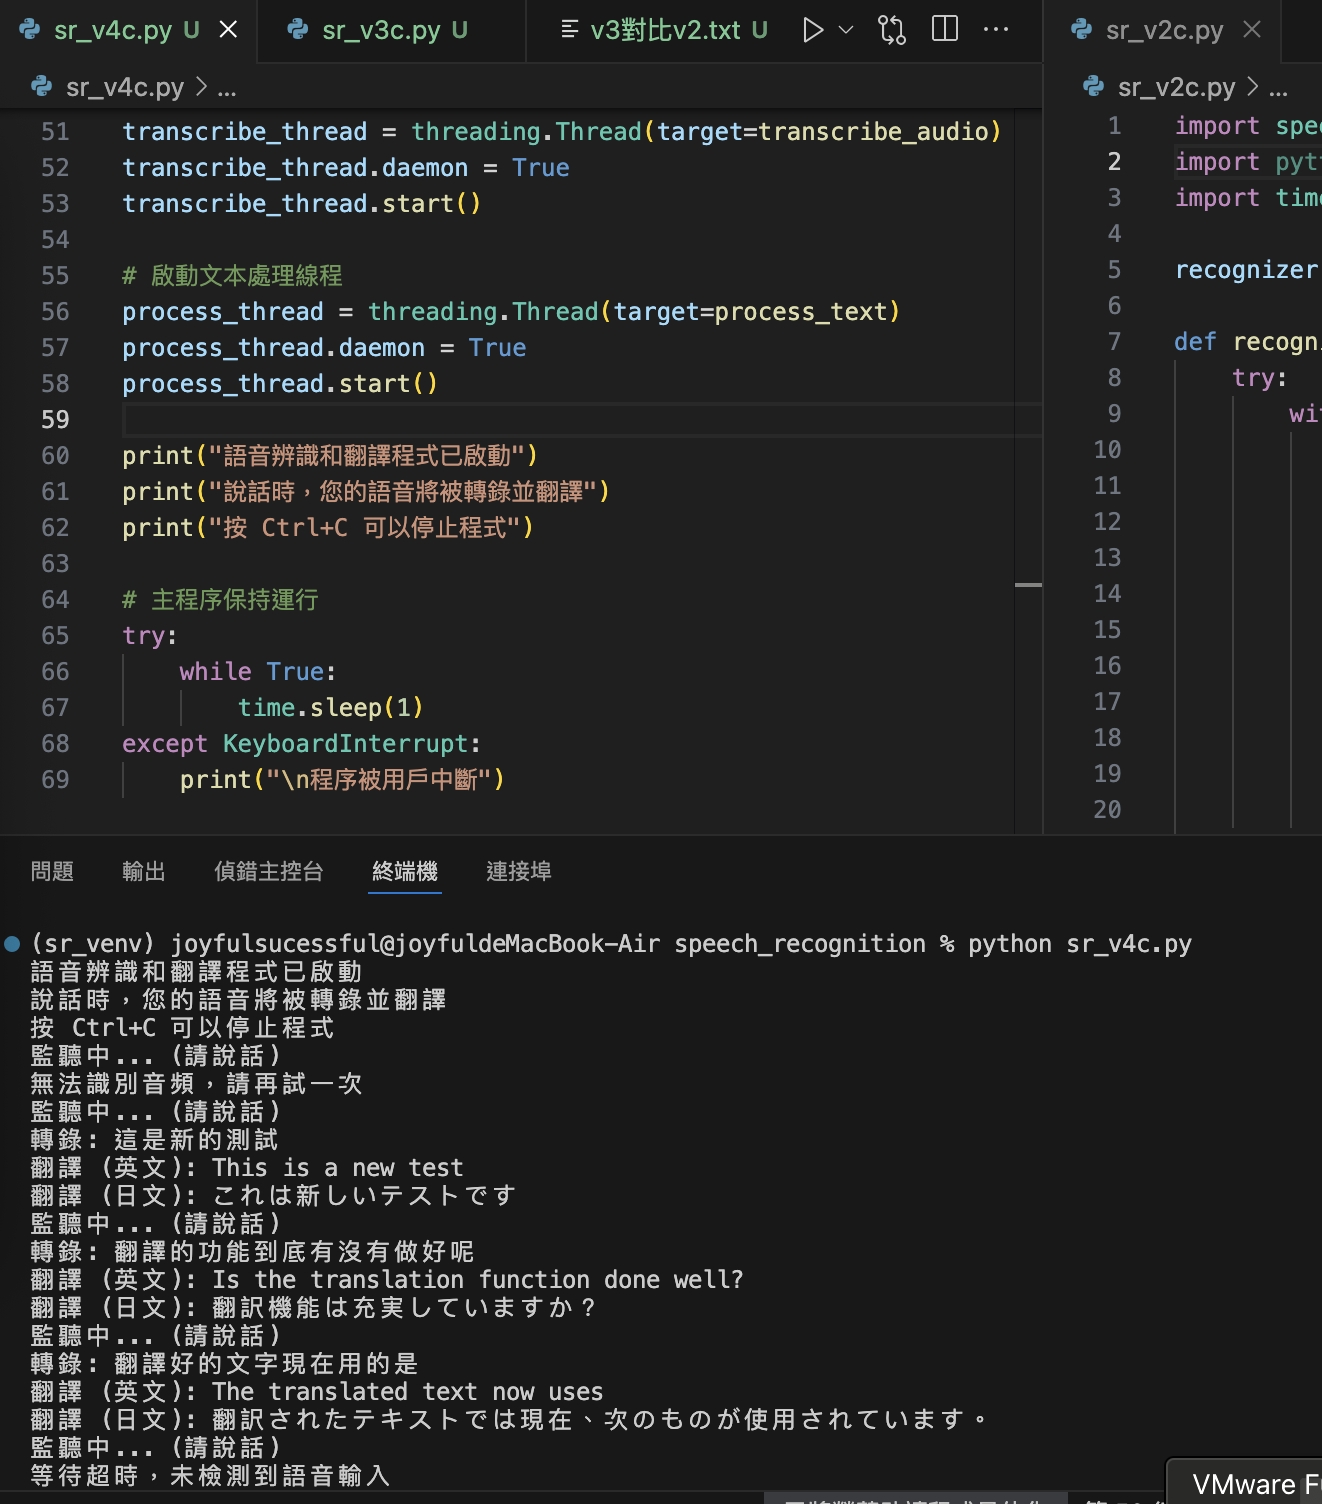 sr_v4c.py U
sr_v3c.py U
v3對比v2.txt U
sr_v2c.py
sr_v4c.py > ...
51 transcribe_thread = threading.Thread(target=transcribe_audio)
52 transcribe_thread.daemon = True
53 transcribe_thread.start()
54
55 # 啟動文本處理線程
56 process_thread = threading.Thread(target=process_text)
57 process_thread.daemon = True
58 process_thread.start()
59
60 print("語音辨識和翻譯程式已啟動")
61 print("說話時，您的語音將被轉錄並翻譯")
62 print("按 Ctrl+C 可以停止程式")
63
64 # 主程序保持運行
65 try:
66 while True:
67 time.sleep(1)
68 except KeyboardInterrupt:
69 print("\n程序被用戶中斷")
sr_v2c.py > ...
1 import
2 import
3 import
4
5 recognizer
6
7 def
8 try:
9
10
11
12
13
14
15
16
17
18
19
20
問題 輸出 偵錯主控台 終端機 連接埠
(sr_venv) joyfulsucessful@joyfuldeMacBook-Air speech_recognition % python sr_v4c.py
語音辨識和翻譯程式已啟動
說話時，您的語音將被轉錄並翻譯
按 Ctrl+C 可以停止程式
監聽中... (請說話)
無法識別音頻，請再試一次
監聽中... (請說話)
轉錄: 這是新的測試
翻譯 (英文): This is a new test
翻譯 (日文): これは新しいテストです
監聽中... (請說話)
轉錄: 翻譯的功能到底有沒有做好呢
翻譯 (英文): Is the translation function done well?
翻譯 (日文): 翻訳機能は充実していますか？
監聽中... (請說話)
轉錄: 翻譯好的文字現在用的是
翻譯 (英文): The translated text now uses
翻譯 (日文): 翻訳されたテキストでは現在、次のものが使用されています。
監聽中... (請說話)
等待超時，未檢測到語音輸入
VMware